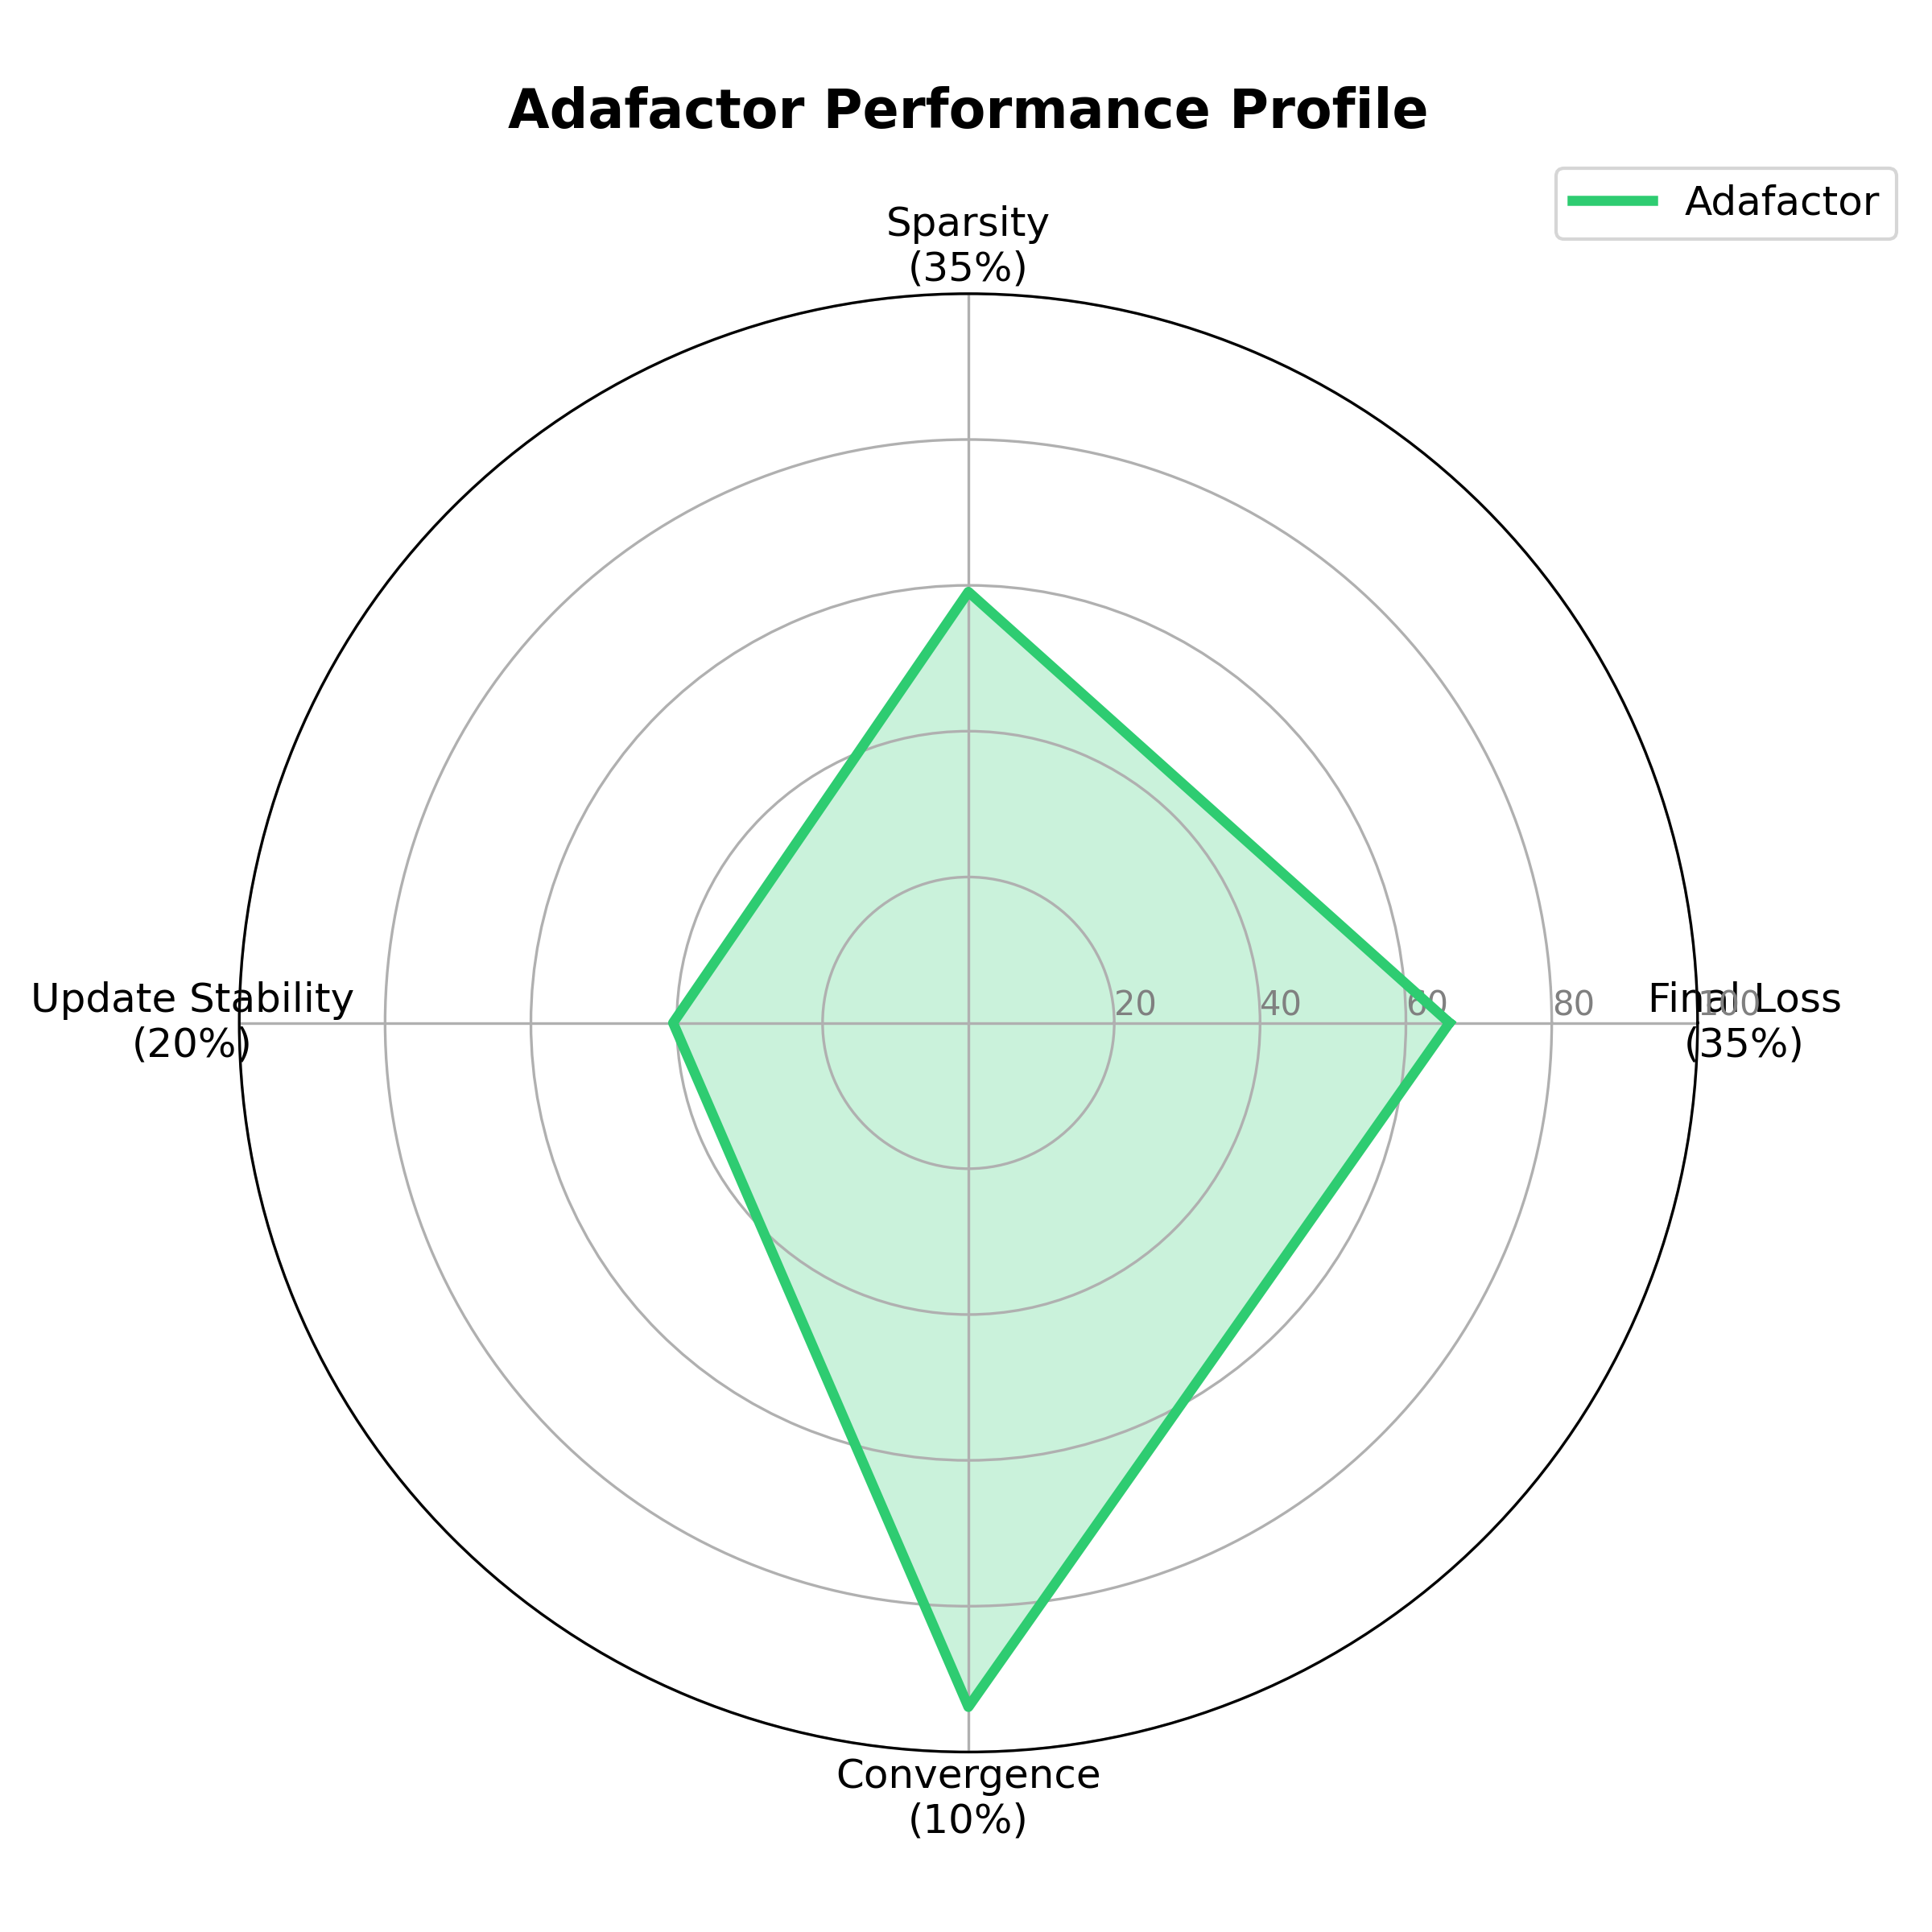 Adafactor Performance Profile
Adafactor
Sparsity
(35%)
Update Stability
(20%)
20
40
60
80
100
Final Loss
(35%)
Convergence
(10%)